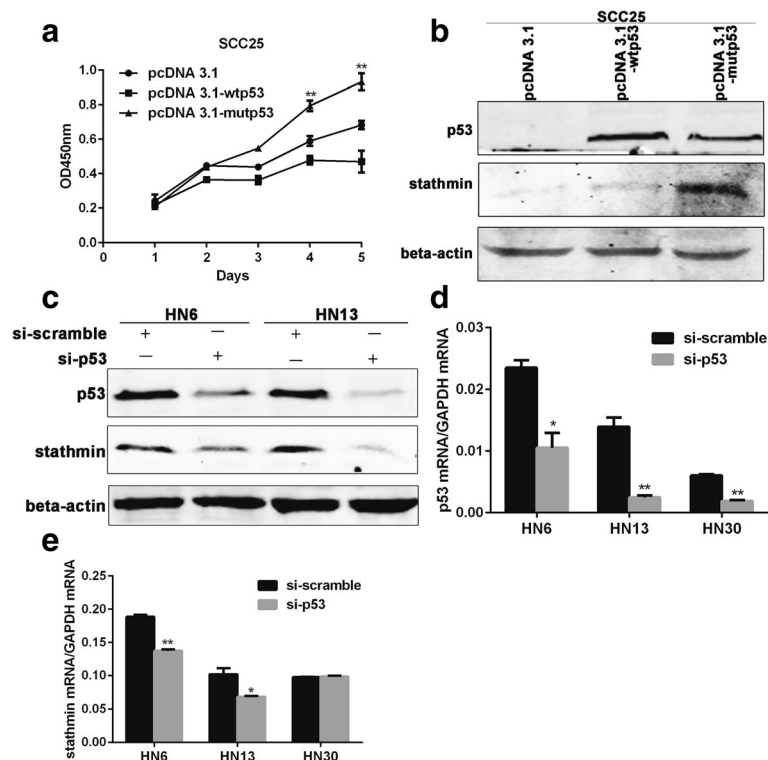 a
SCC25
pcDNA 3.1
pcDNA 3.1-wtp53
pcDNA 3.1-mutp53
**
**
OD450nm
1.0
0.8
0.6
0.4
0.2
0.0
0 1 2 3 4 5
Days
b
SCC25
pcDNA 3.1
pcDNA 3.1
-wtp53
pcDNA 3.1
-mutp53
p53
stathmin
beta-actin
c
HN6 HN13
si-scramble + — + —
si-p53 — + — +
p53
stathmin
beta-actin
d
si-scramble
si-p53
p53 mRNA/GAPDH mRNA
0.03
0.02
0.01
0.00
* ** **
HN6 HN13 HN30
e
si-scramble
si-p53
stathmin mRNA/GAPDH mRNA
0.25
0.20
0.15
0.10
0.05
0.00
** *
HN6 HN13 HN30